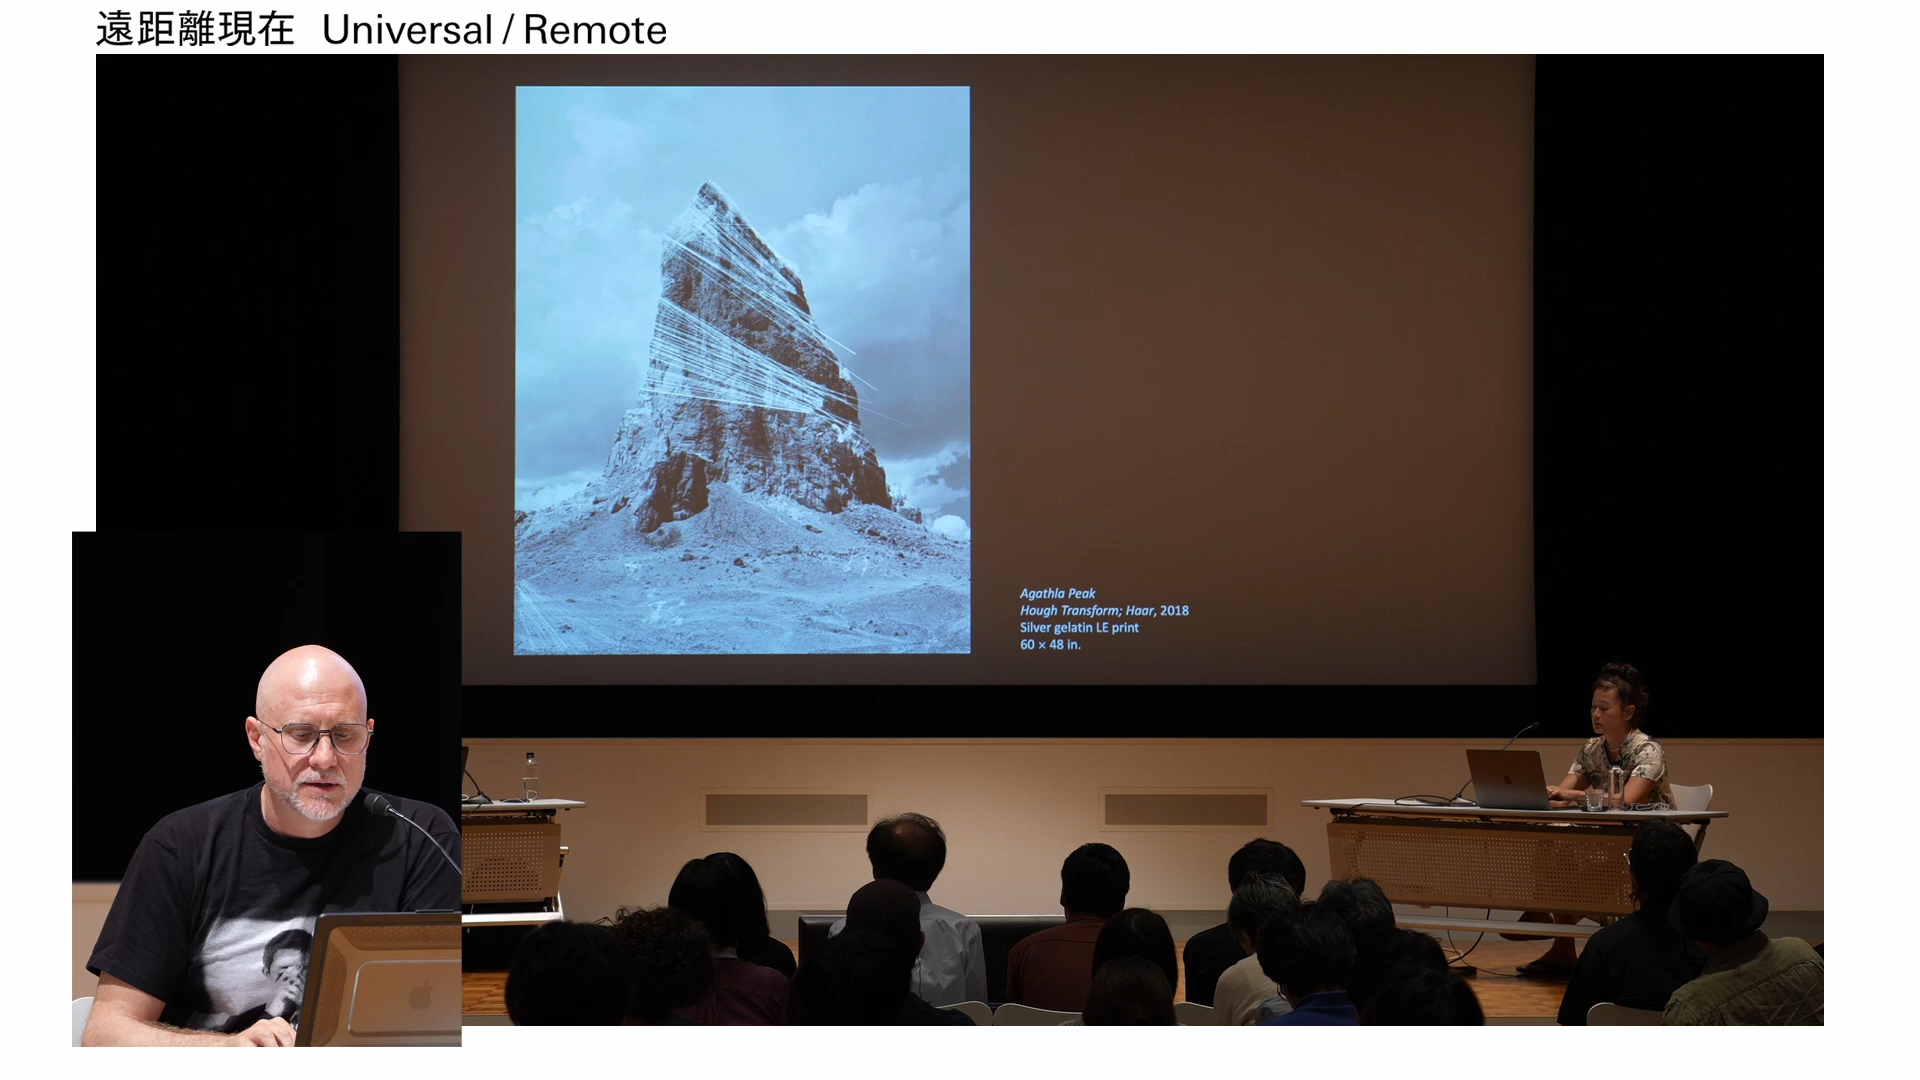 遠距離現在 Universal / Remote
Agathla Peak
Hough Transform; Haar, 2018
Silver gelatin LE print
60 × 48 in.